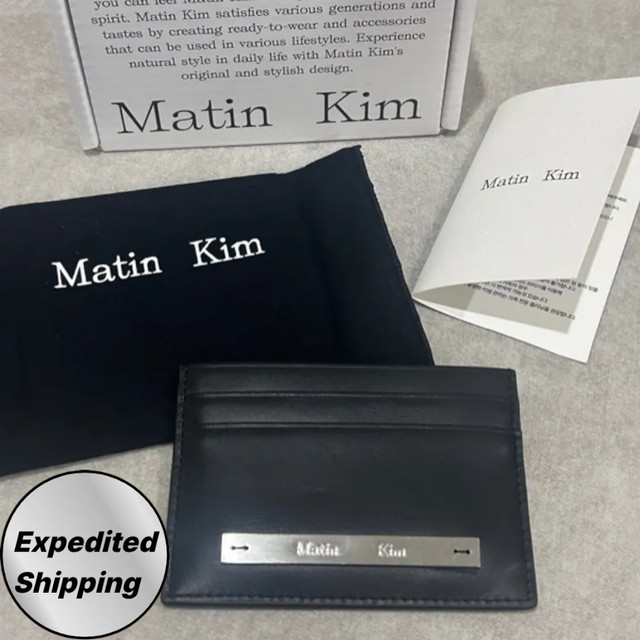 you can feel Matin
spirit. Matin Kim satisfies various generations and
tastes by creating ready-to-wear and accessories
that can be used in various lifestyles. Experience
natural style in daily life with Matin Kim's
original and stylish design.
Matin Kim
Matin Kim
Matin Kim
Matin Kim
Expedited
Shipping